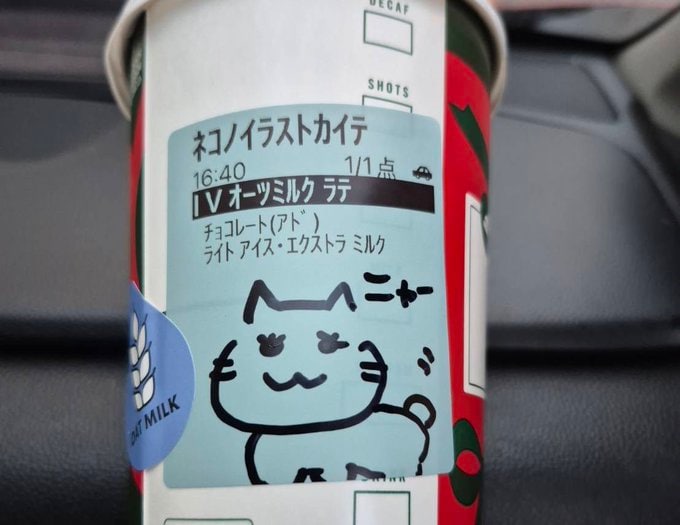 DECAF
SHOTS
ネコノイラストカイテ
16:40 1/1点
I V オーツミルク ラテ
チョコレート(アド)
ライト アイス・エクストラ ミルク
ニャー
OAT MILK